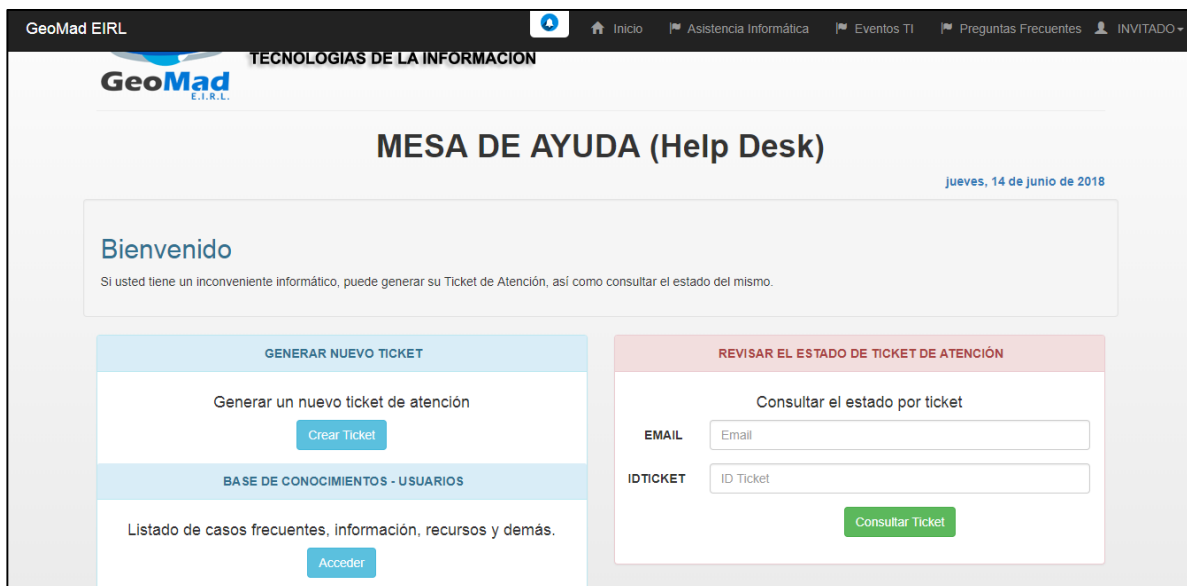 GeoMad EIRL
Inicio
Asistencia Informática
Eventos TI
Preguntas Frecuentes
INVITADO
TECNOLOGIAS DE LA INFORMACION
GeoMad
E.I.R.L.
MESA DE AYUDA (Help Desk)
jueves, 14 de junio de 2018
Bienvenido
Si usted tiene un inconveniente informático, puede generar su Ticket de Atención, así como consultar el estado del mismo.
GENERAR NUEVO TICKET
Generar un nuevo ticket de atención
Crear Ticket
BASE DE CONOCIMIENTOS - USUARIOS
Listado de casos frecuentes, información, recursos y demás.
Acceder
REVISAR EL ESTADO DE TICKET DE ATENCIÓN
Consultar el estado por ticket
EMAIL
Email
IDTICKET
ID Ticket
Consultar Ticket